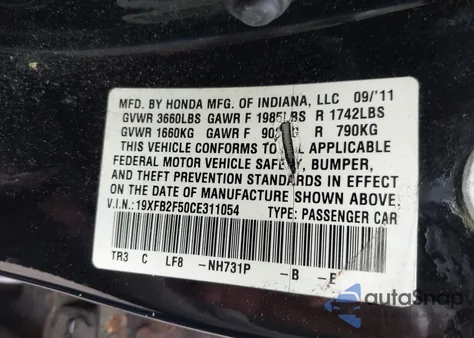 MFD. BY HONDA MFG. OF INDIANA, LLC 09/'11
GVWR 3660LBS GAWR F 1985LBS R 1742LBS
GVWR 1660KG GAWR F R 790KG
THIS VEHICLE CONFORMS TO ALL APPLICABLE
FEDERAL MOTOR VEHICLE SAFETY, BUMPER,
AND THEFT PREVENTION STANDARDS IN EFFECT
ON THE DATE OF MANUFACTURE SHOWN ABOVE.
V.I.N.: 19XFB2F50CE311054 TYPE: PASSENGER CAR
TR3 C LF8 -NH731P -B -E
autoSnap